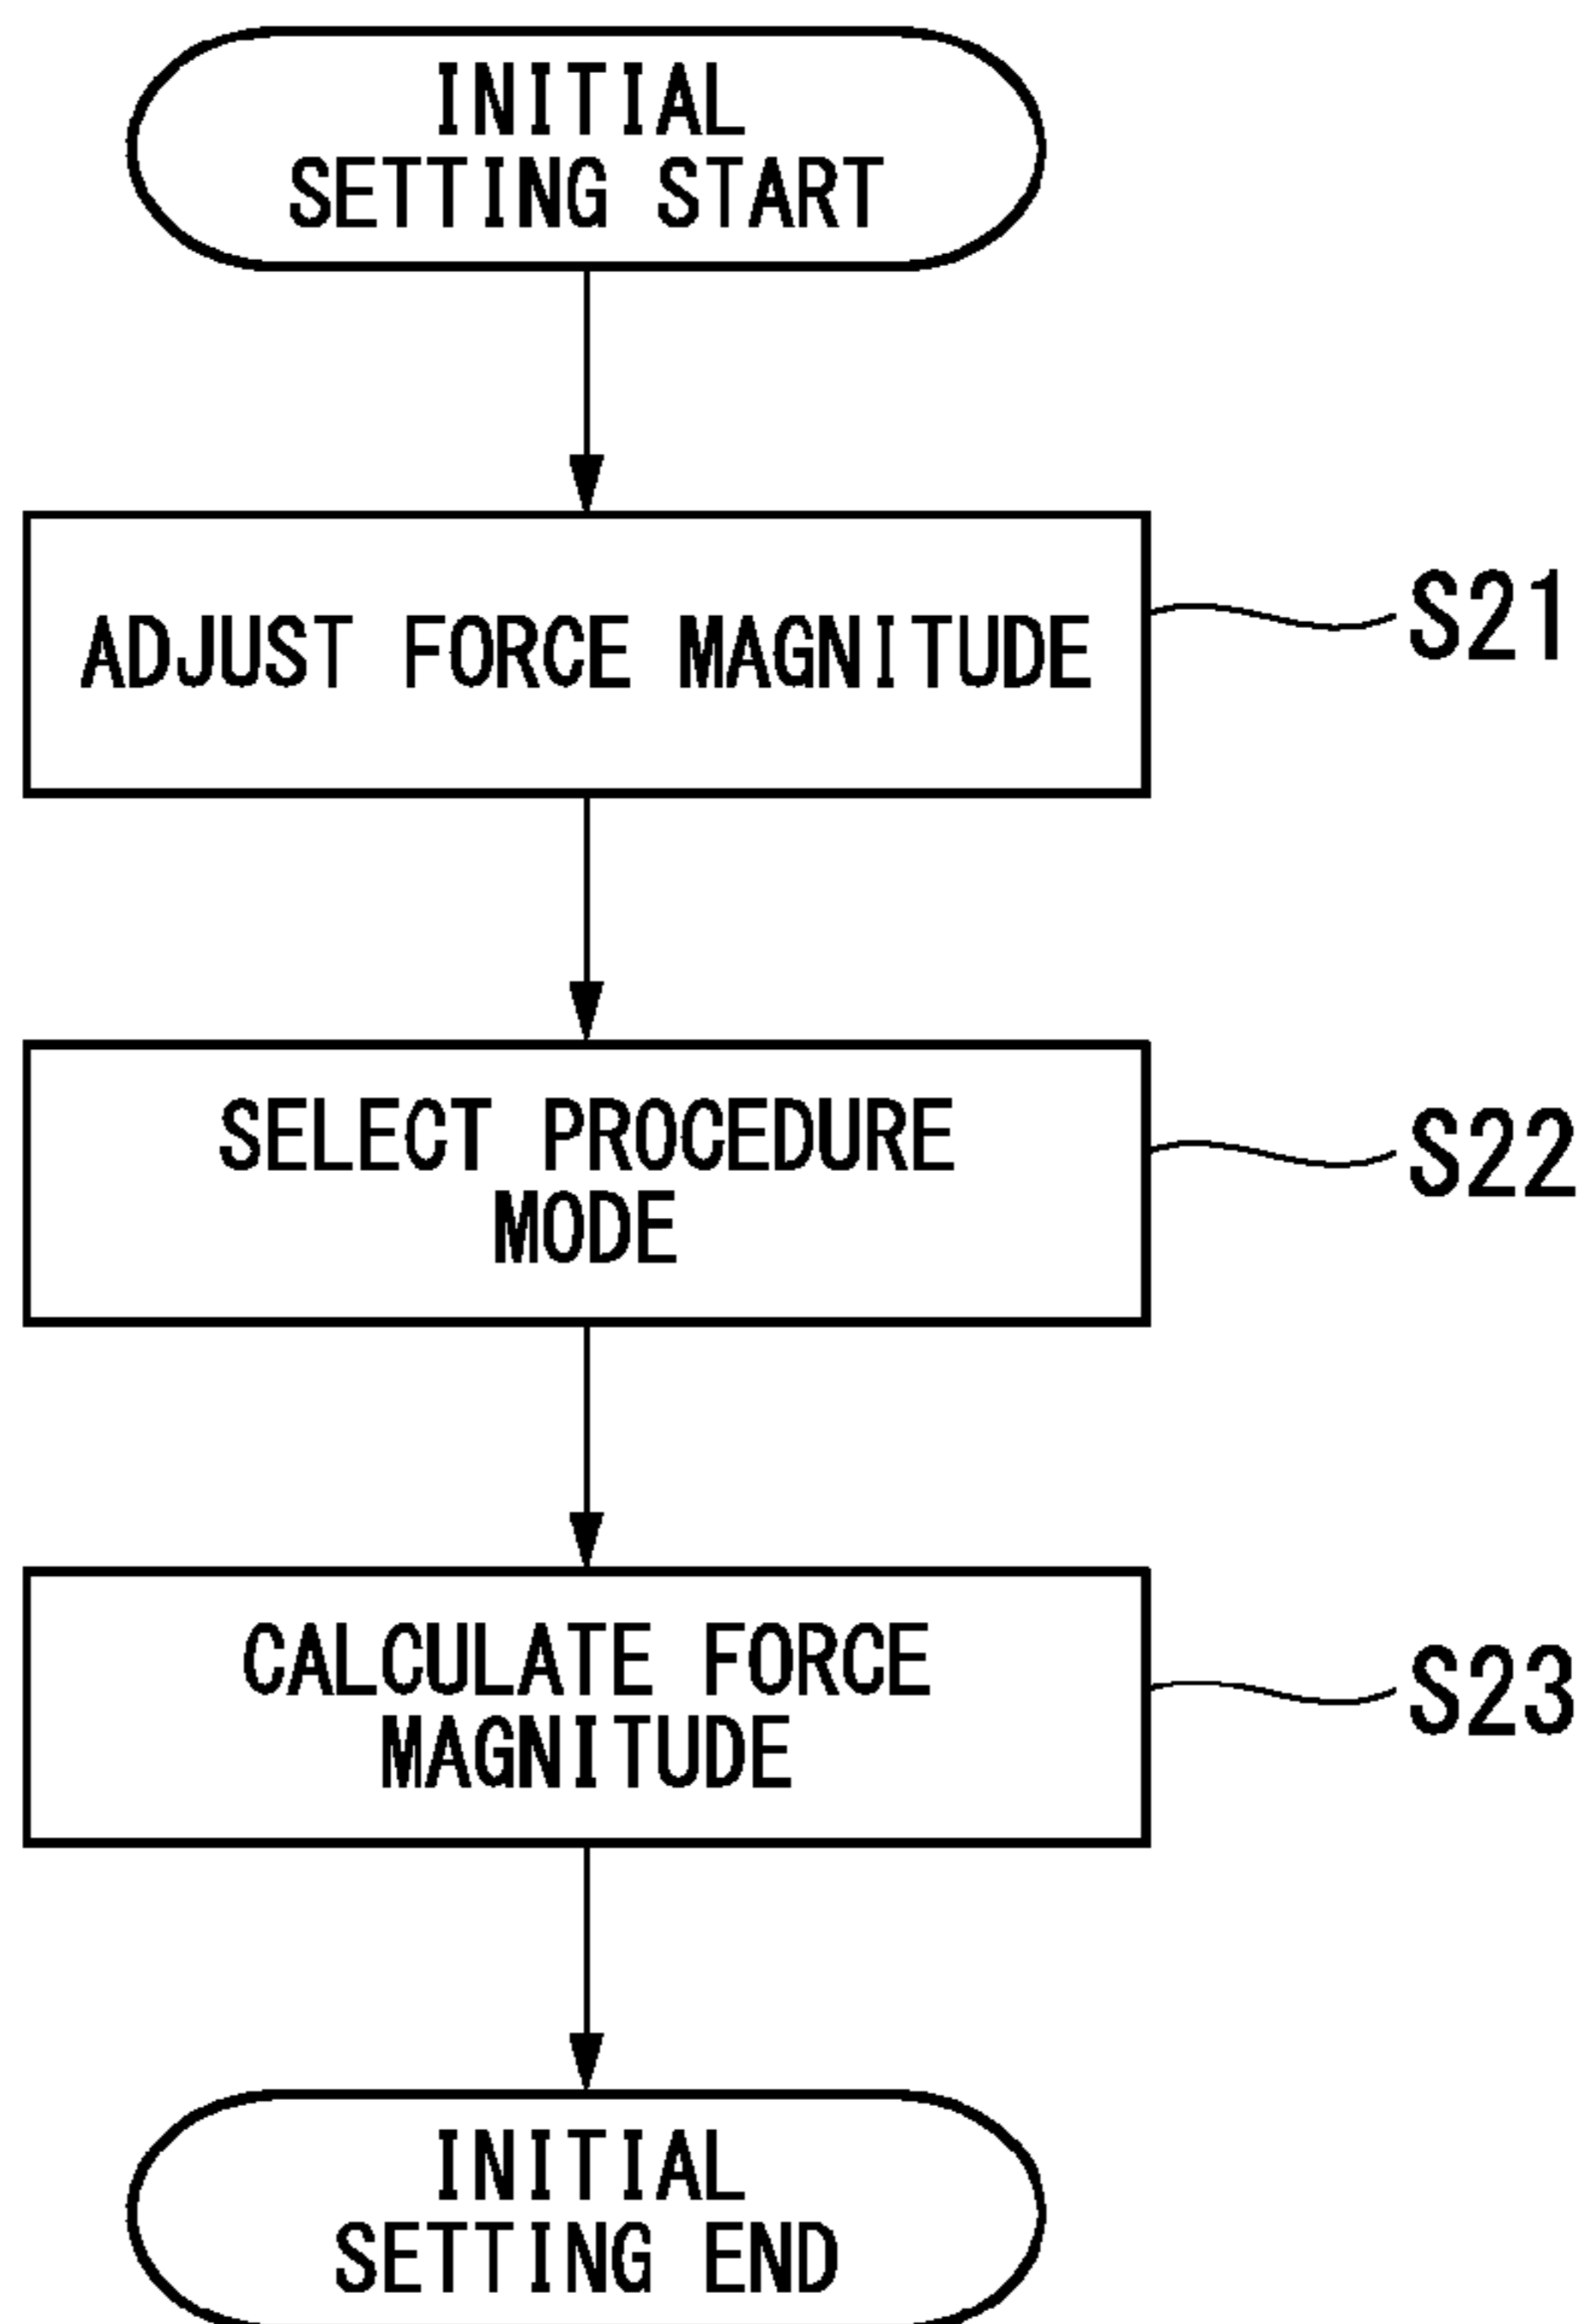 INITIAL
SETTING START
ADJUST FORCE MAGNITUDE
S21
SELECT PROCEDURE
MODE
S22
CALCULATE FORCE
MAGNITUDE
S23
INITIAL
SETTING END